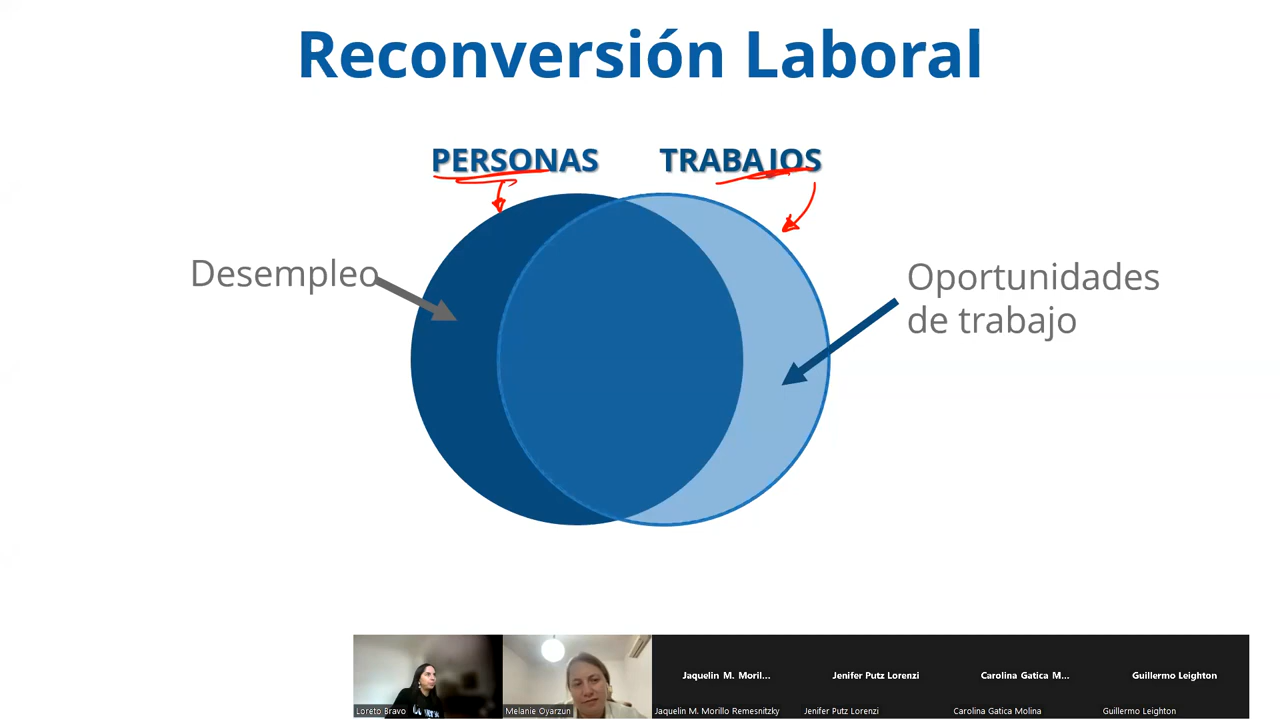 Reconversión Laboral
PERSONAS TRABAJOS
Desempleo
Oportunidades
de trabajo
Jaquelin M. Moril... Jenifer Putz Lorenzi Carolina Gatica M... Guillermo Leighton
Loreto Bravo Melanie Oyarzun Jaquelin M. Morillo Remesnitzky Jenifer Putz Lorenzi Carolina Gatica Molina Guillermo Leighton